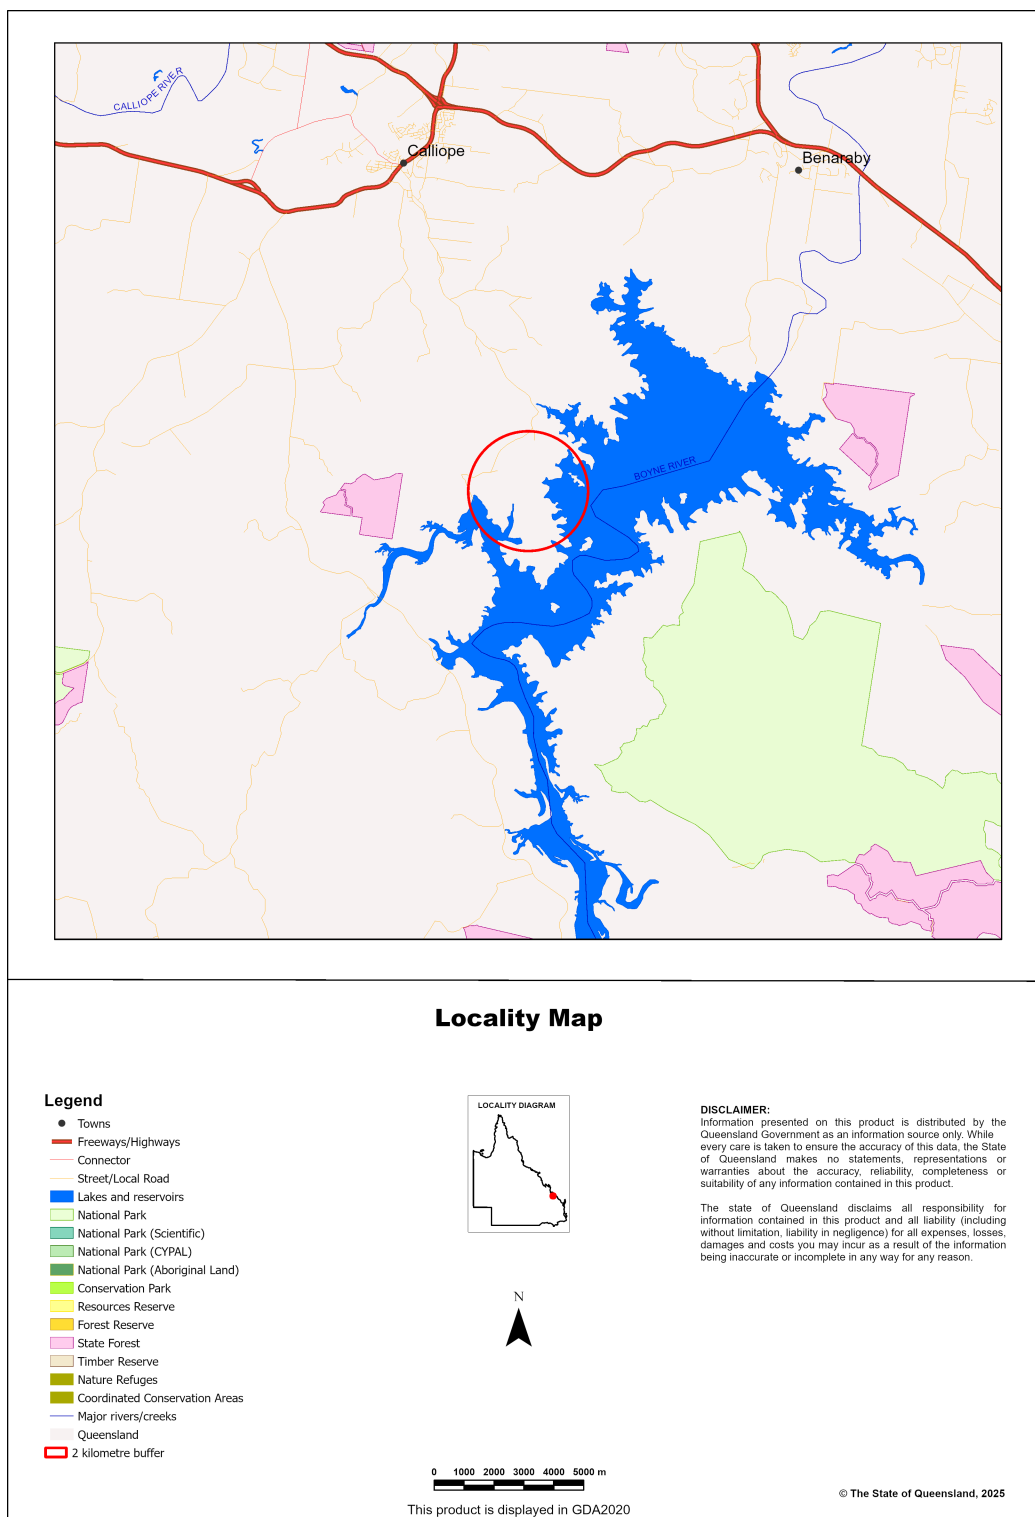 CALLIOPE RIVER
Calliope
Benaraby
BOYNE RIVER
Locality Map
Legend
Towns
Freeways/Highways
Connector
Street/Local Road
Lakes and reservoirs
National Park
National Park (Scientific)
National Park (CYPAL)
National Park (Aboriginal Land)
Conservation Park
Resources Reserve
Forest Reserve
State Forest
Timber Reserve
Nature Refuges
Coordinated Conservation Areas
Major rivers/creeks
Queensland
2 kilometre buffer
LOCALITY DIAGRAM
N
0 1000 2000 3000 4000 5000 m
This product is displayed in GDA2020
DISCLAIMER:
Information presented on this product is distributed by the
Queensland Government as an information source only. While
every care is taken to ensure the accuracy of this data, the State
of Queensland makes no statements, representations or
warranties about the accuracy, reliability, completeness or
suitability of any information contained in this product.
The state of Queensland disclaims all responsibility for
information contained in this product and all liability (including
without limitation, liability in negligence) for all expenses, losses,
damages and costs you may incur as a result of the information
being inaccurate or incomplete in any way for any reason.
© The State of Queensland, 2025